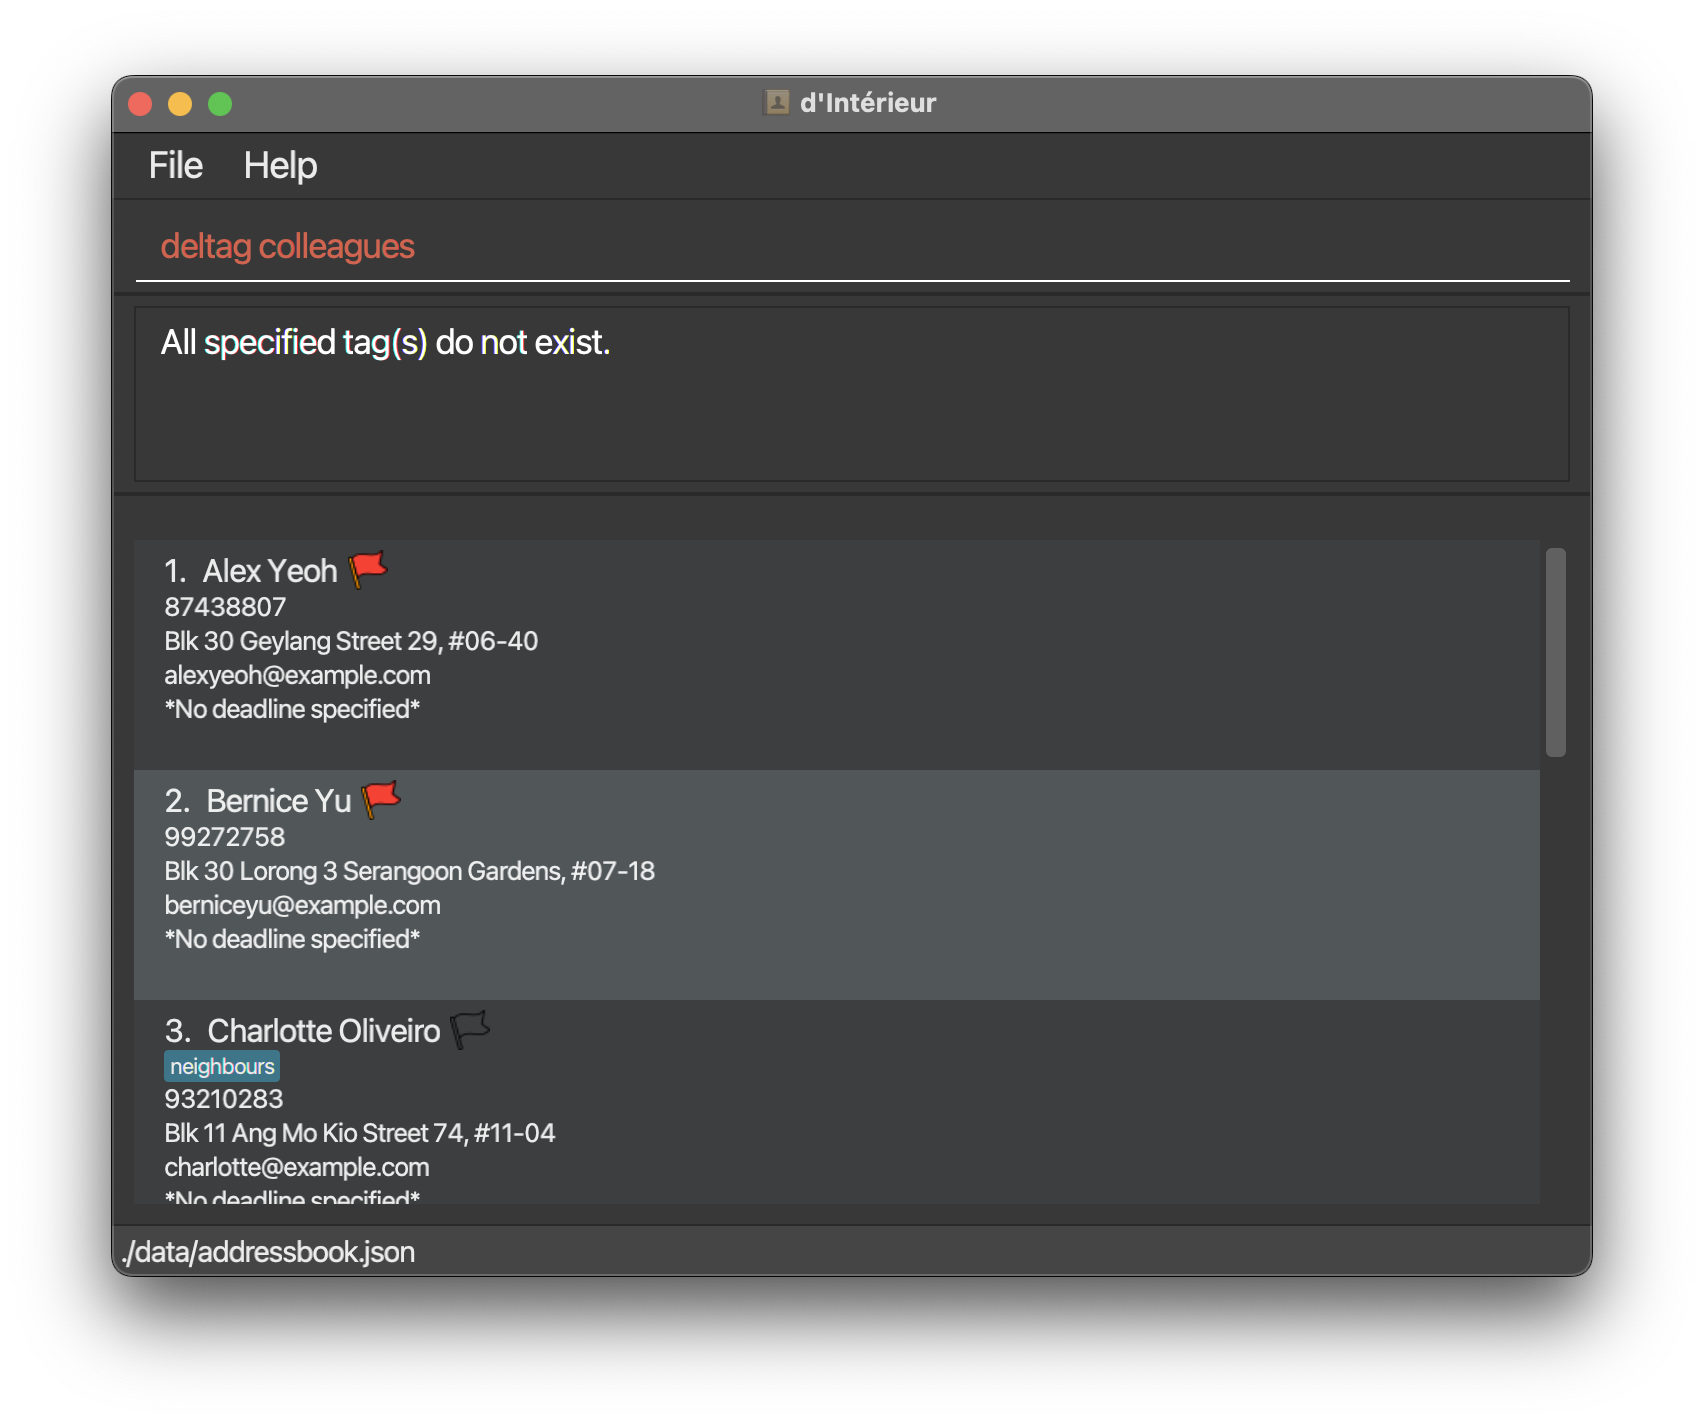 d'Intérieur
File Help
deltag colleagues
All specified tag(s) do not exist.
1. Alex Yeoh
87438807
Blk 30 Geylang Street 29, #06-40
alexyeoh@example.com
*No deadline specified*
2. Bernice Yu
99272758
Blk 30 Lorong 3 Serangoon Gardens, #07-18
berniceyu@example.com
*No deadline specified*
3. Charlotte Oliveiro
neighbours
93210283
Blk 11 Ang Mo Kio Street 74, #11-04
charlotte@example.com
*No deadline specified*
./data/addressbook.json